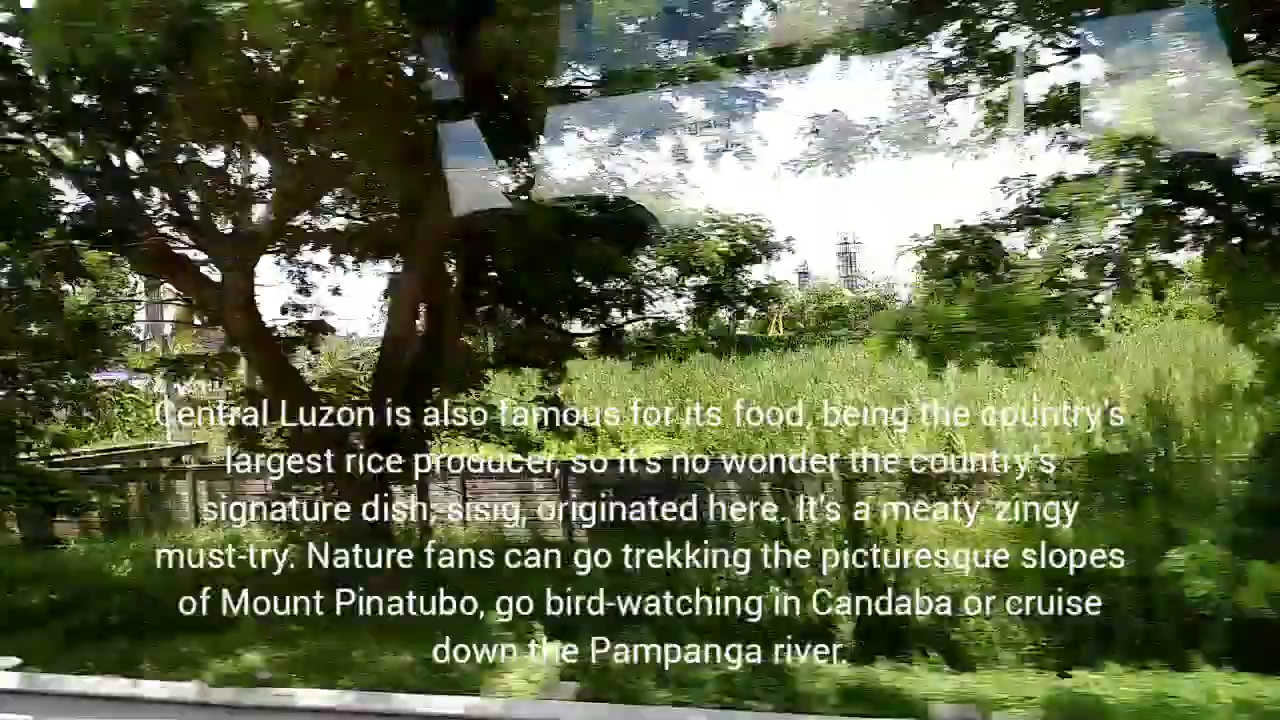 Central Luzon is also famous for its food, being the country's
largest rice producer, so it's no wonder the country's
signature dish, sisig, originated here. It's a meaty zingy
must-try. Nature fans can go trekking the picturesque slopes
of Mount Pinatubo, go bird-watching in Candaba or cruise
down the Pampanga river.